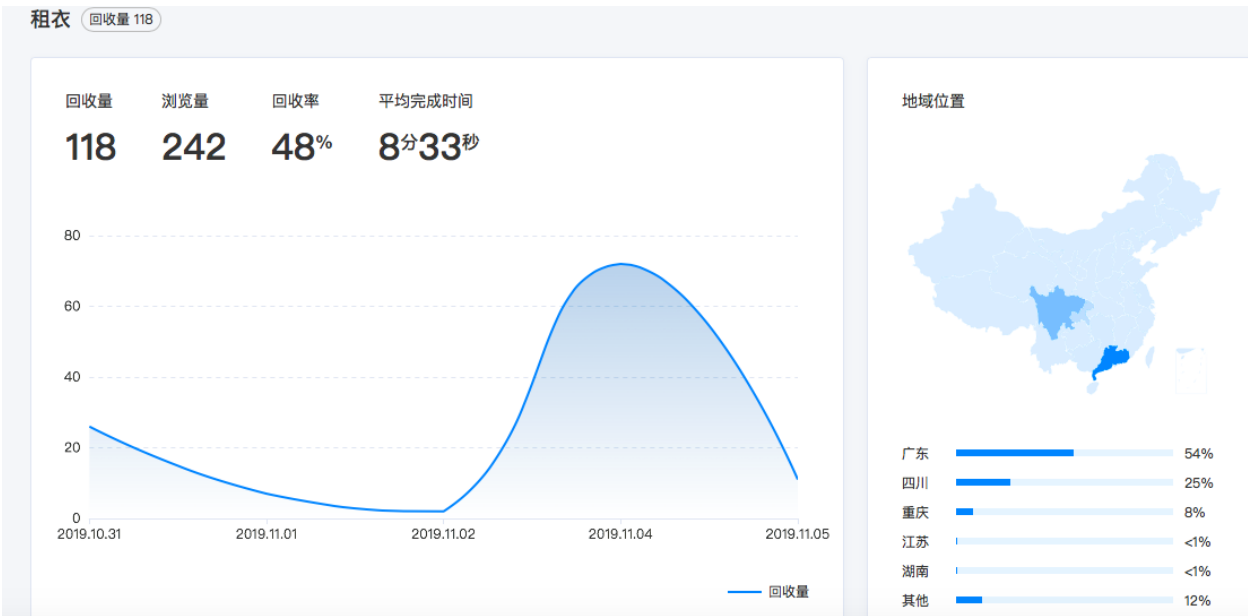 租衣 回收量 118
回收量 浏览量 回收率 平均完成时间
118 242 48% 8分33秒
80
60
40
20
0
2019.10.31 2019.11.01 2019.11.02 2019.11.04 2019.11.05
回收量
地域位置
广东 54%
四川 25%
重庆 8%
江苏 <1%
湖南 <1%
其他 12%